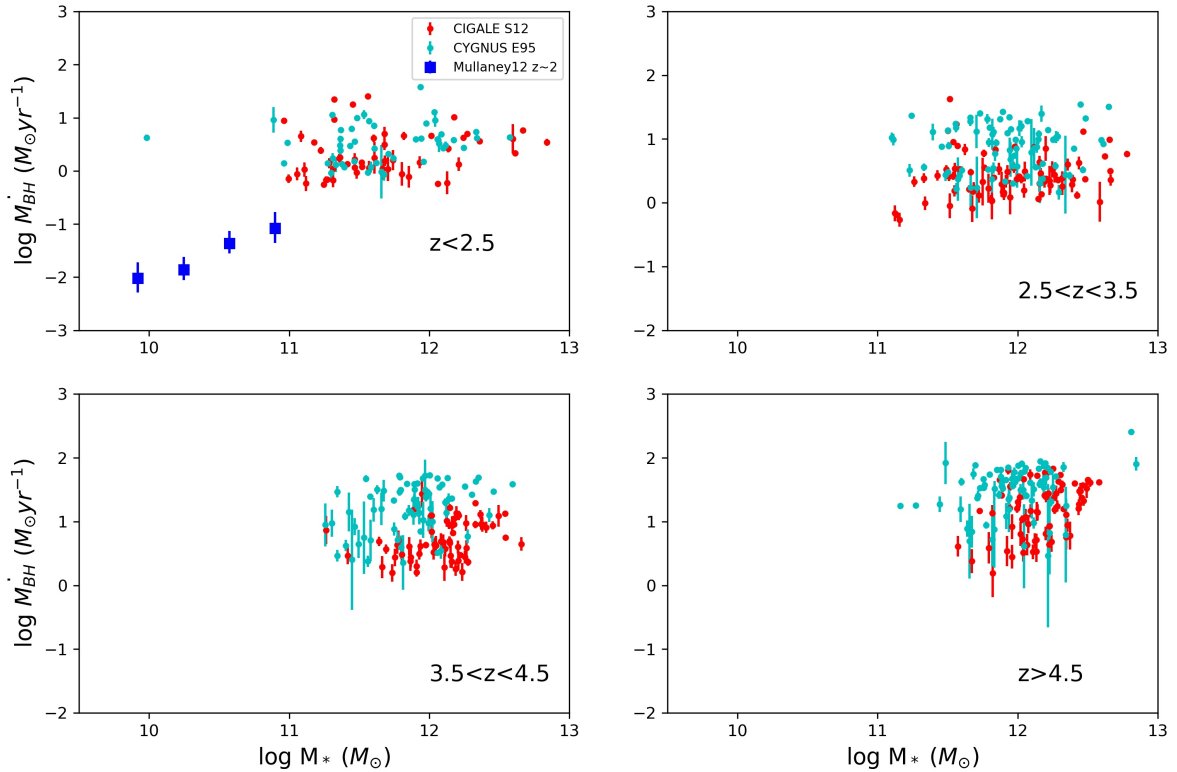 3
2
1
0
−1
−2
−3
log ṀBH (M⊙yr−1)
CIGALE S12
CYGNUS E95
Mullaney12 z~2
z<2.5
10 11 12 13
3
2
1
0
−1
−2
2.5<z<3.5
10 11 12 13
3
2
1
0
−1
−2
log ṀBH (M⊙yr−1)
3.5<z<4.5
10 11 12 13
log M* (M⊙)
3
2
1
0
−1
−2
z>4.5
10 11 12 13
log M* (M⊙)